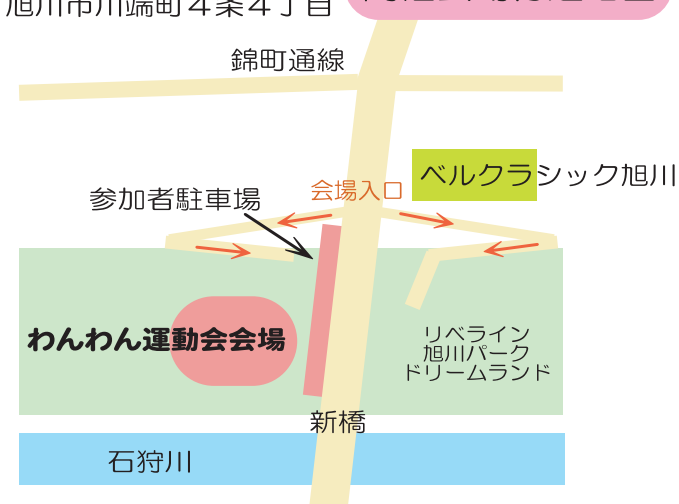 旭川市川端町４条４丁目
錦町通線
ベルクラシック旭川
会場入口
参加者駐車場
わんわん運動会会場
リベライン
旭川パーク
ドリームランド
新橋
石狩川